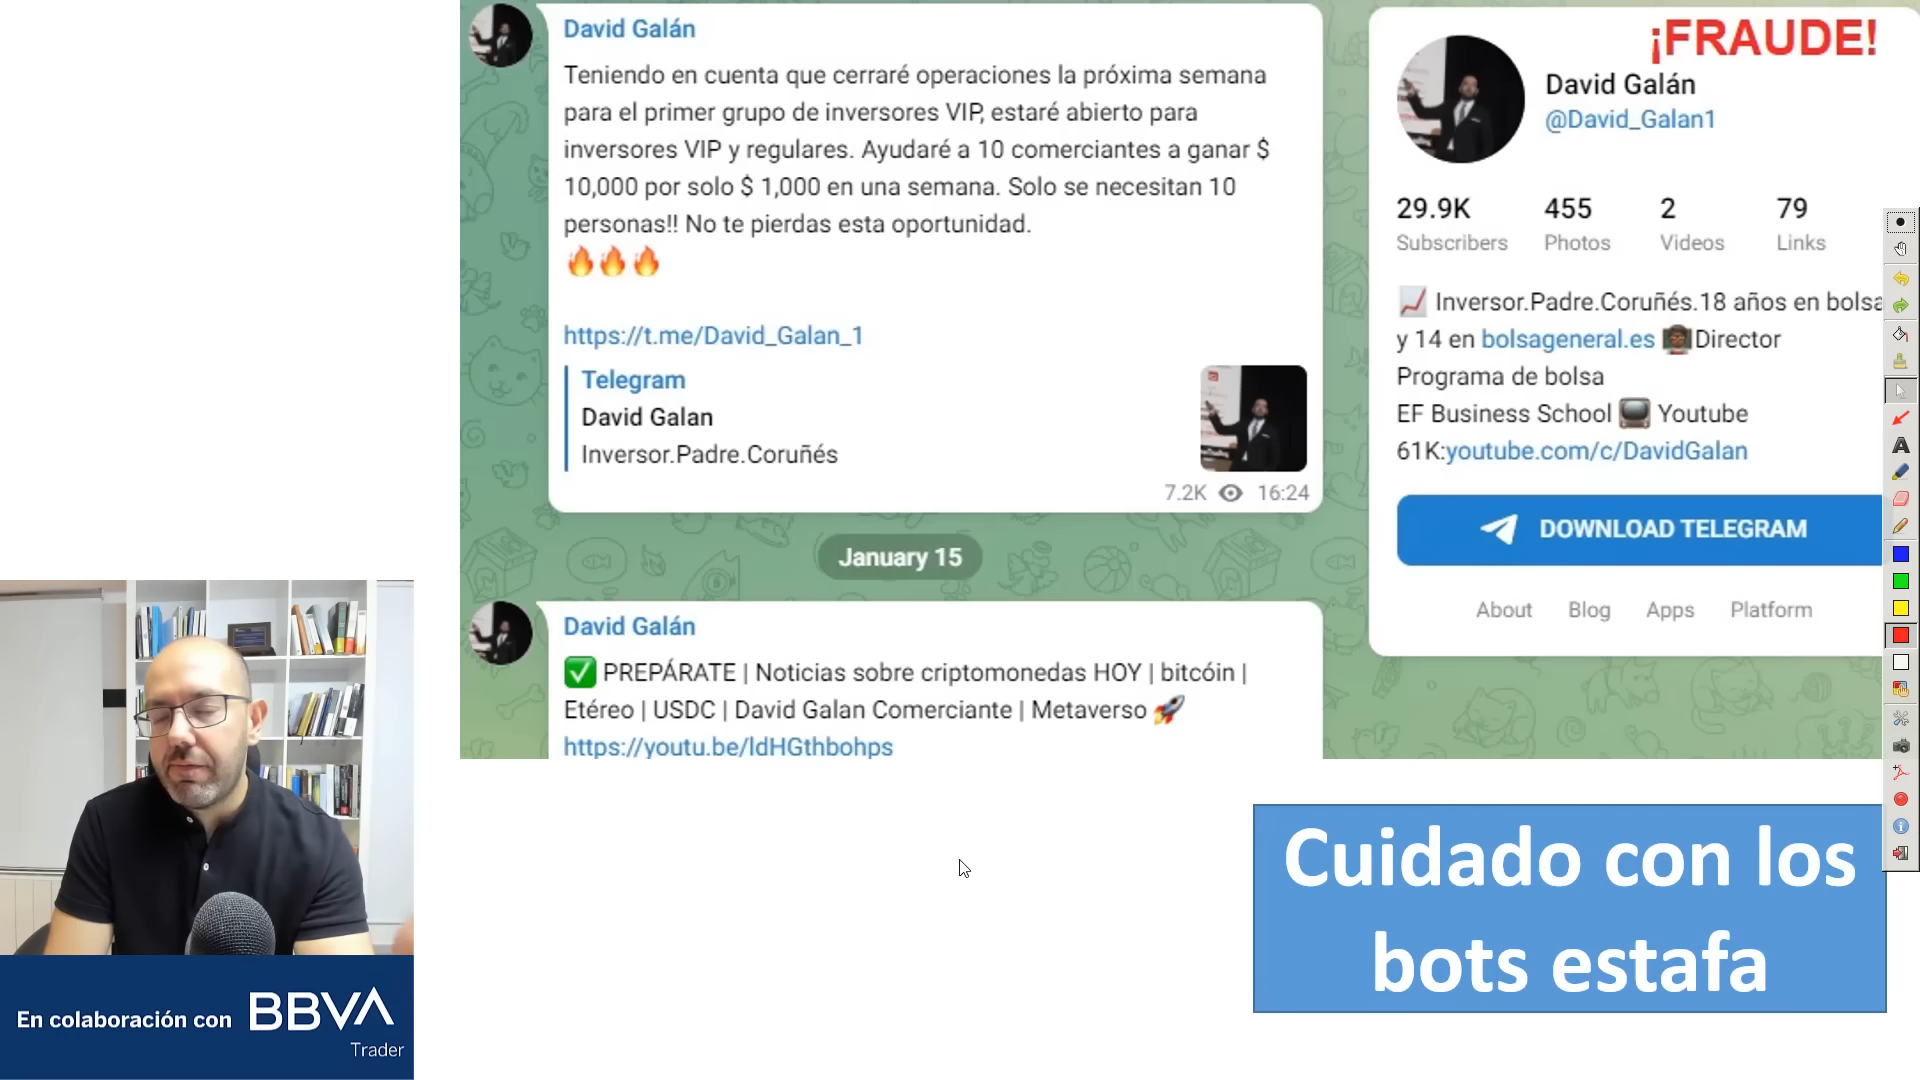 David Galán
Teniendo en cuenta que cerraré operaciones la próxima semana
para el primer grupo de inversores VIP, estaré abierto para
inversores VIP y regulares. Ayudaré a 10 comerciantes a ganar $
10,000 por solo $ 1,000 en una semana. Solo se necesitan 10
personas!! No te pierdas esta oportunidad.
🔥🔥🔥
https://t.me/David_Galan_1
Telegram
David Galan
Inversor.Padre.Coruñés
7.2K 16:24
January 15
David Galán
✅ PREPÁRATE | Noticias sobre criptomonedas HOY | bitcóin |
Etéreo | USDC | David Galan Comerciante | Metaverso 🚀
https://youtu.be/ldHGthbohps
¡FRAUDE!
David Galán
@David_Galan1
29.9K 455 2 79
Subscribers Photos Videos Links
📈 Inversor.Padre.Coruñés.18 años en bolsa
y 14 en bolsageneral.es 👨🏾‍🏫Director
Programa de bolsa
EF Business School 📺 Youtube
61K:youtube.com/c/DavidGalan
DOWNLOAD TELEGRAM
About Blog Apps Platform
Cuidado con los
bots estafa
En colaboración con BBVA
Trader